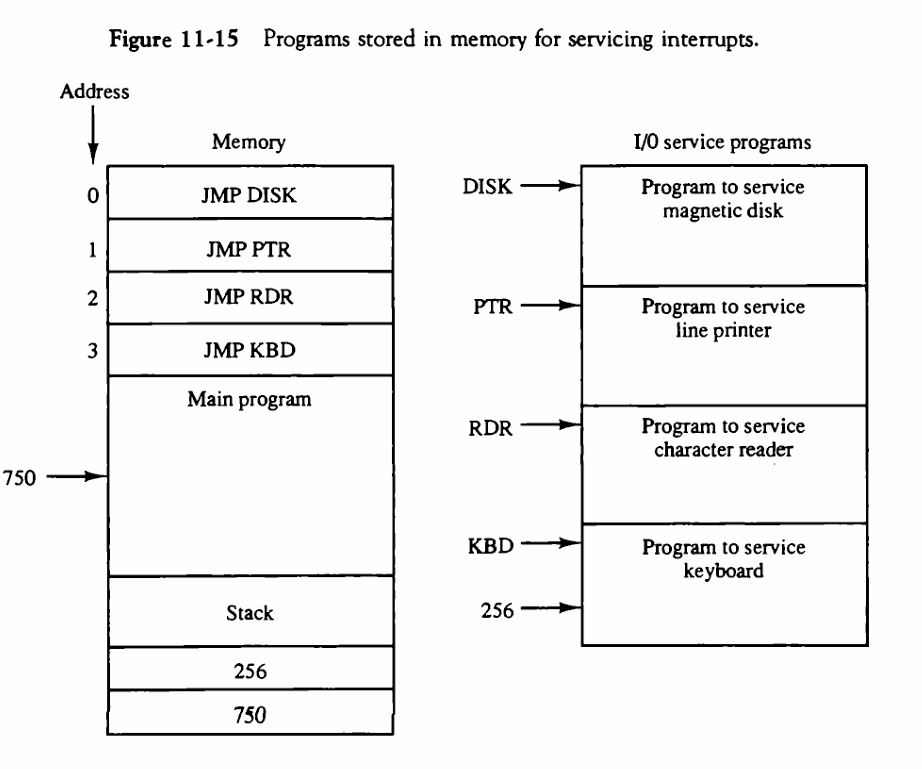 Figure 11-15 Programs stored in memory for servicing interrupts.
Address
Memory
0
JMP DISK
1
JMP PTR
2
JMP RDR
3
JMP KBD
Main program
750
Stack
256
750
I/0 service programs
DISK
Program to service
magnetic disk
PTR
Program to service
line printer
RDR
Program to service
character reader
KBD
Program to service
keyboard
256